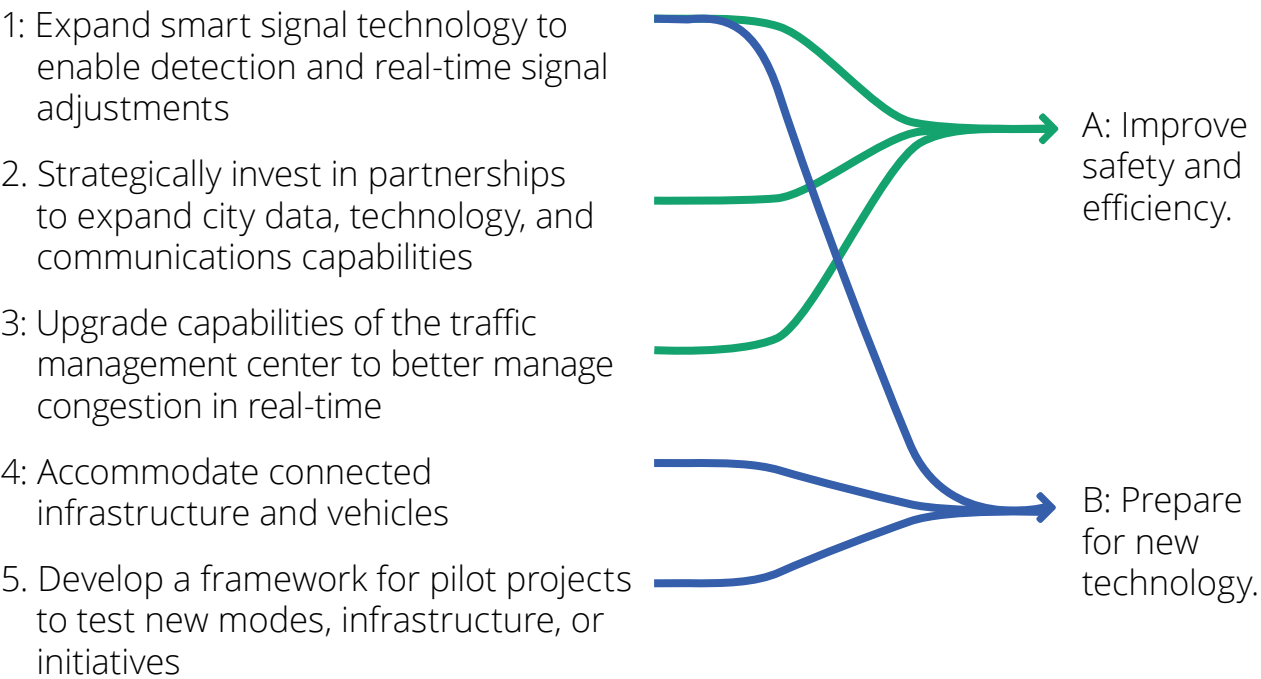 1: Expand smart signal technology to
enable detection and real-time signal
adjustments
2. Strategically invest in partnerships
to expand city data, technology, and
communications capabilities
3: Upgrade capabilities of the traffic
management center to better manage
congestion in real-time
4: Accommodate connected
infrastructure and vehicles
5. Develop a framework for pilot projects
to test new modes, infrastructure, or
initiatives
A: Improve
safety and
efficiency.
B: Prepare
for new
technology.